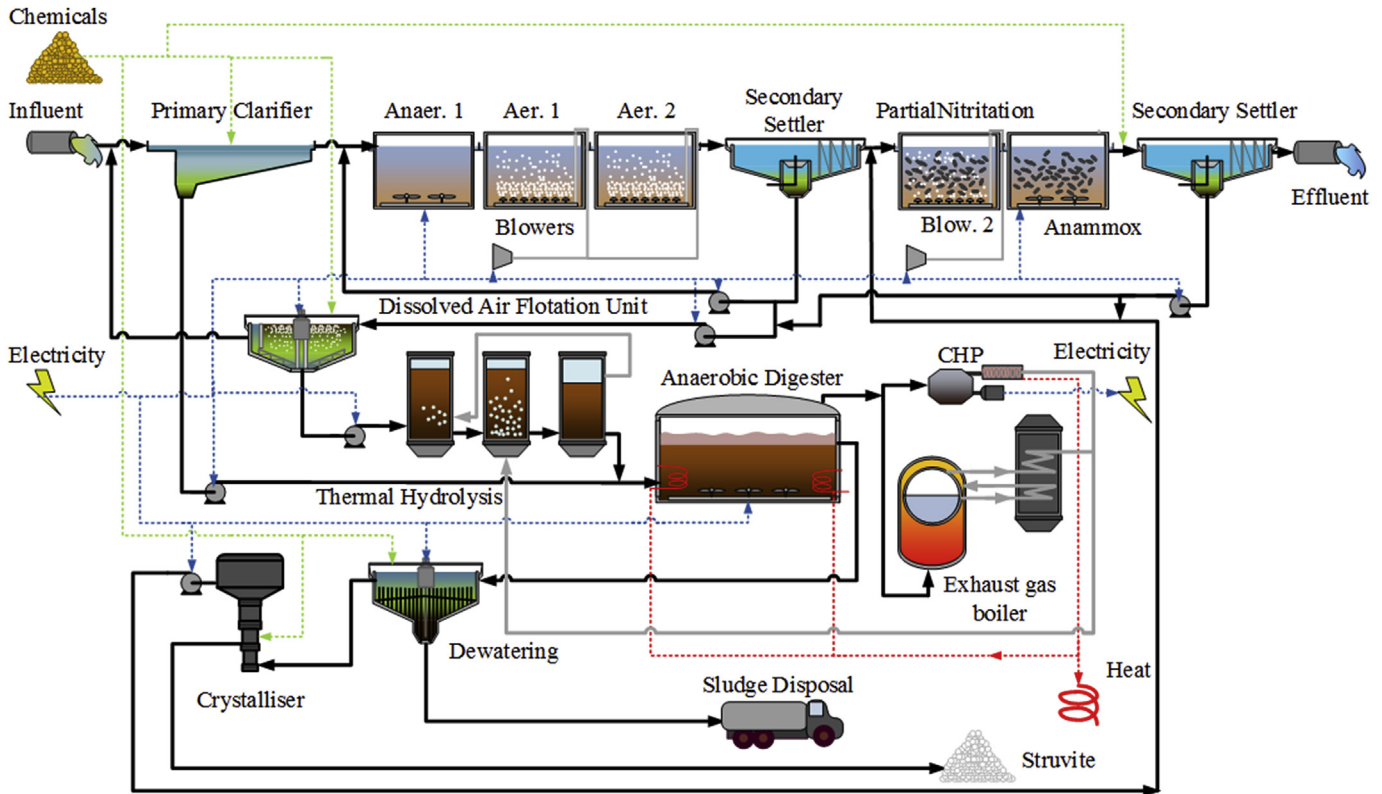 Chemicals
Influent
Primary Clarifier
Anaer. 1
Aer. 1
Aer. 2
Secondary
Settler
PartialNitritation
Secondary Settler
Effluent
Blowers
Blow. 2
Anammox
Dissolved Air Flotation Unit
Electricity
Anaerobic Digester
CHP
Electricity
Thermal Hydrolysis
Exhaust gas
boiler
Dewatering
Crystalliser
Sludge Disposal
Heat
Struvite